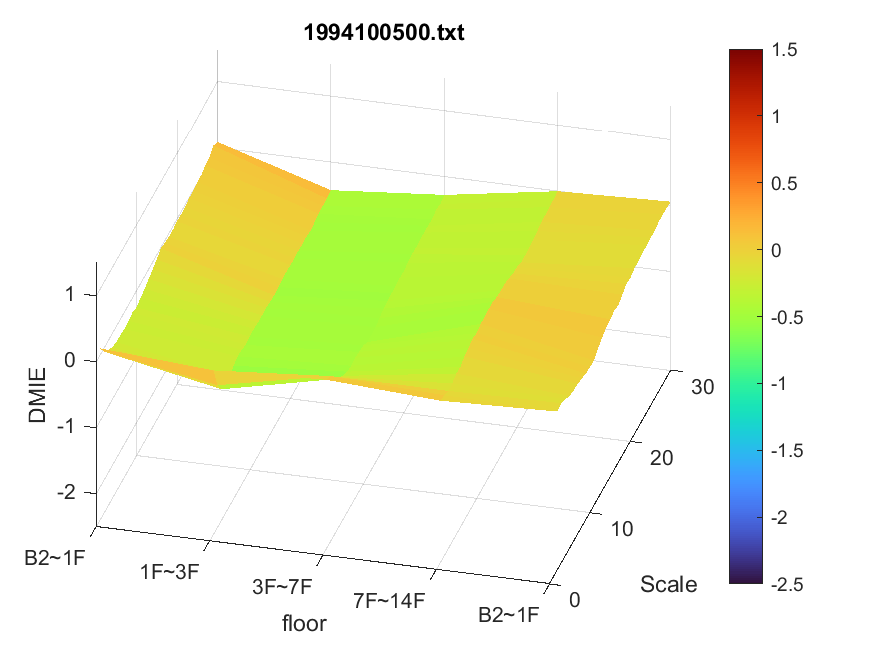 1994100500.txt
1.5
1
0.5
0
-0.5
-1
-1.5
-2
-2.5
1
0
-1
-2
DMIE
B2~1F
1F~3F
3F~7F
7F~14F
B2~1F
floor
0
10
20
30
Scale